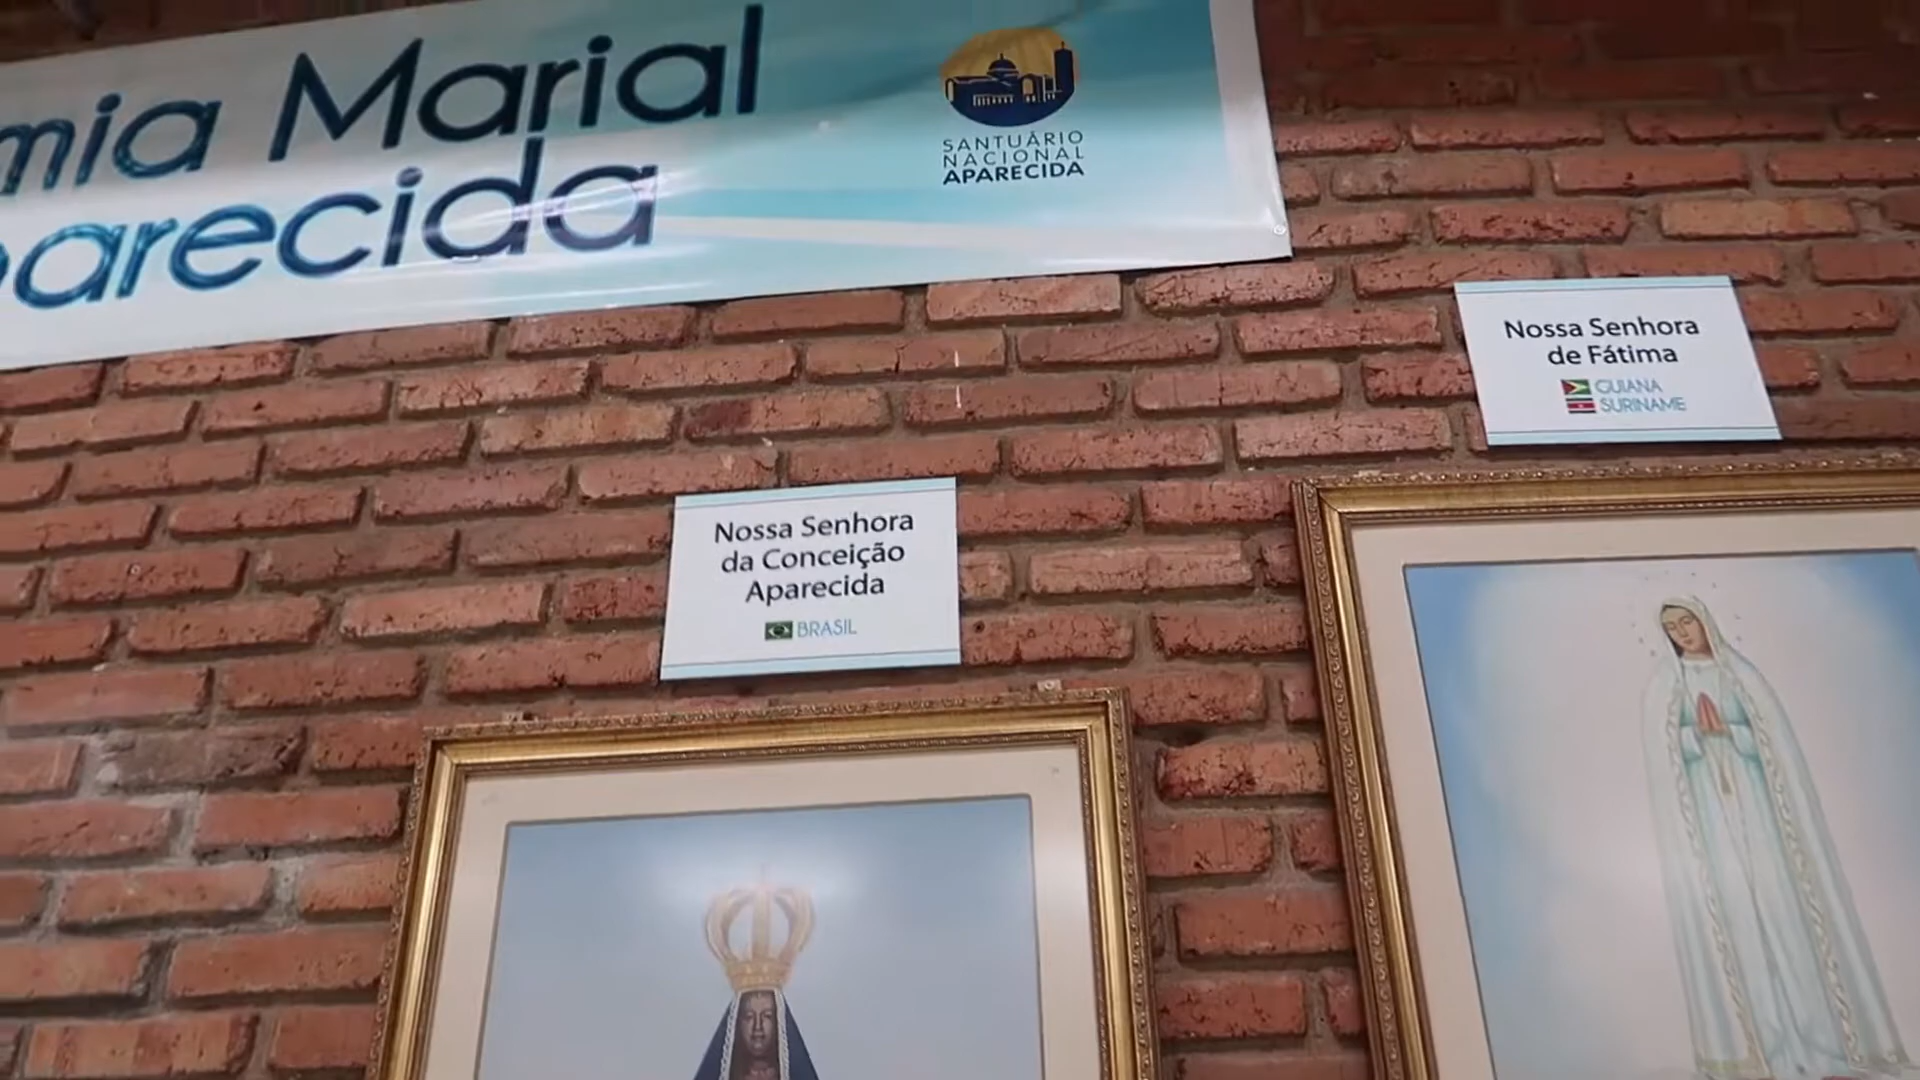 mia Marial
parecida
SANTUÁRIO
NACIONAL
APARECIDA
Nossa Senhora
de Fátima
GUIANA
SURINAME
Nossa Senhora
da Conceição
Aparecida
BRASIL